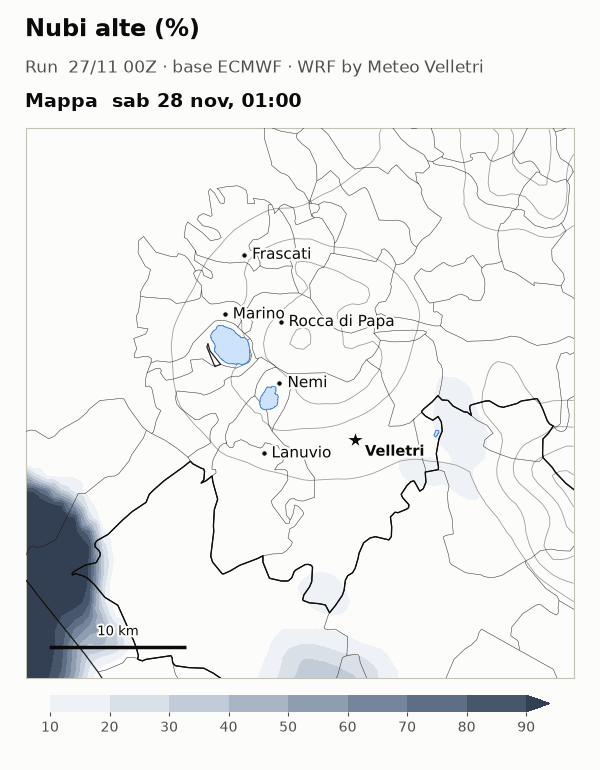 Nubi alte (%)
Run  27/11 00Z · base ECMWF · WRF by Meteo Velletri
Mappa  sab 28 nov, 01:00
Frascati
Marino
Rocca di Papa
Nemi
Velletri
Lanuvio
10 km
10 20 30 40 50 60 70 80 90